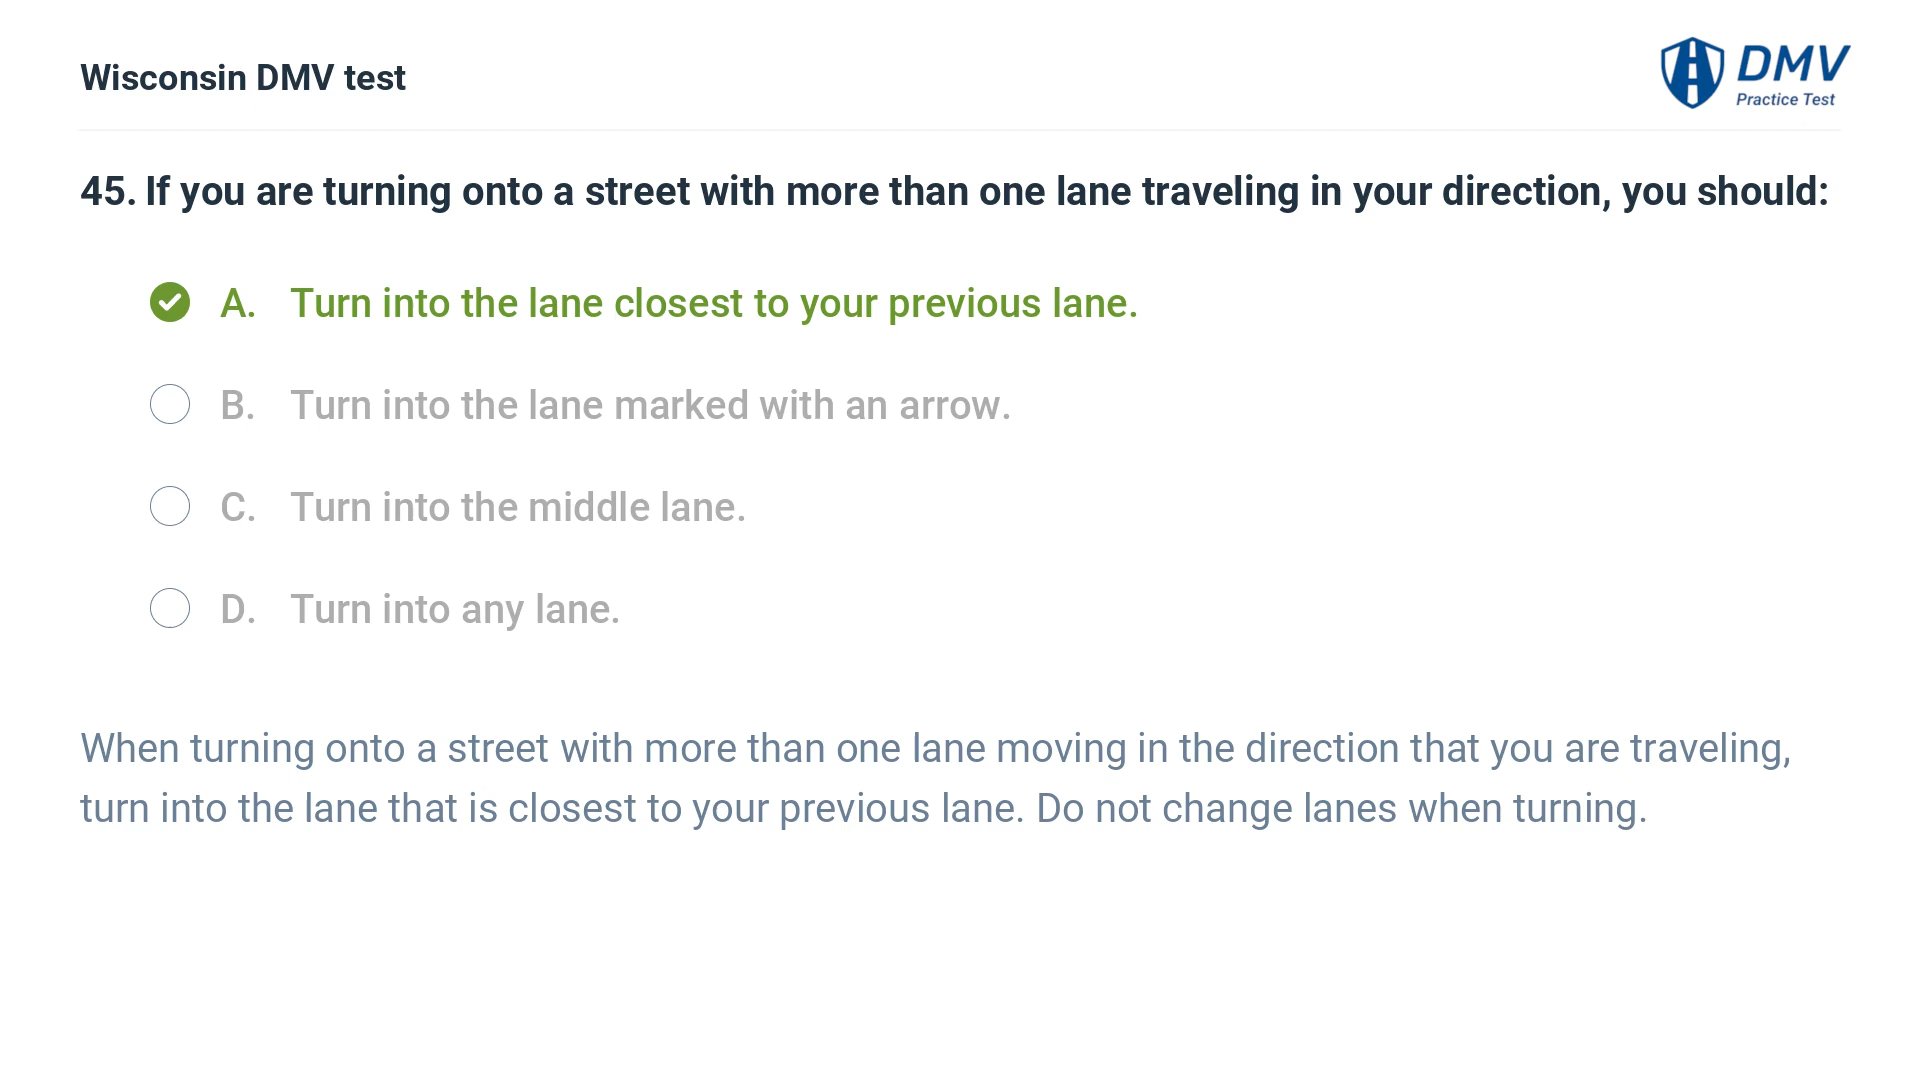 Wisconsin DMV test
DMV
Practice Test
45. If you are turning onto a street with more than one lane traveling in your direction, you should:
A. Turn into the lane closest to your previous lane.
B. Turn into the lane marked with an arrow.
C. Turn into the middle lane.
D. Turn into any lane.
When turning onto a street with more than one lane moving in the direction that you are traveling,
turn into the lane that is closest to your previous lane. Do not change lanes when turning.